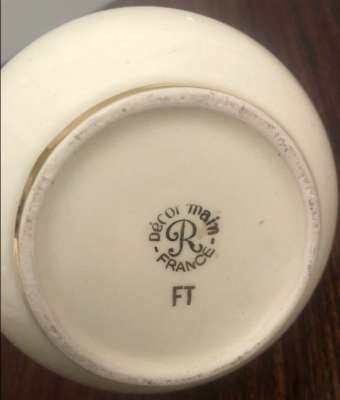 Décor main
R
- FRANCE -
FT